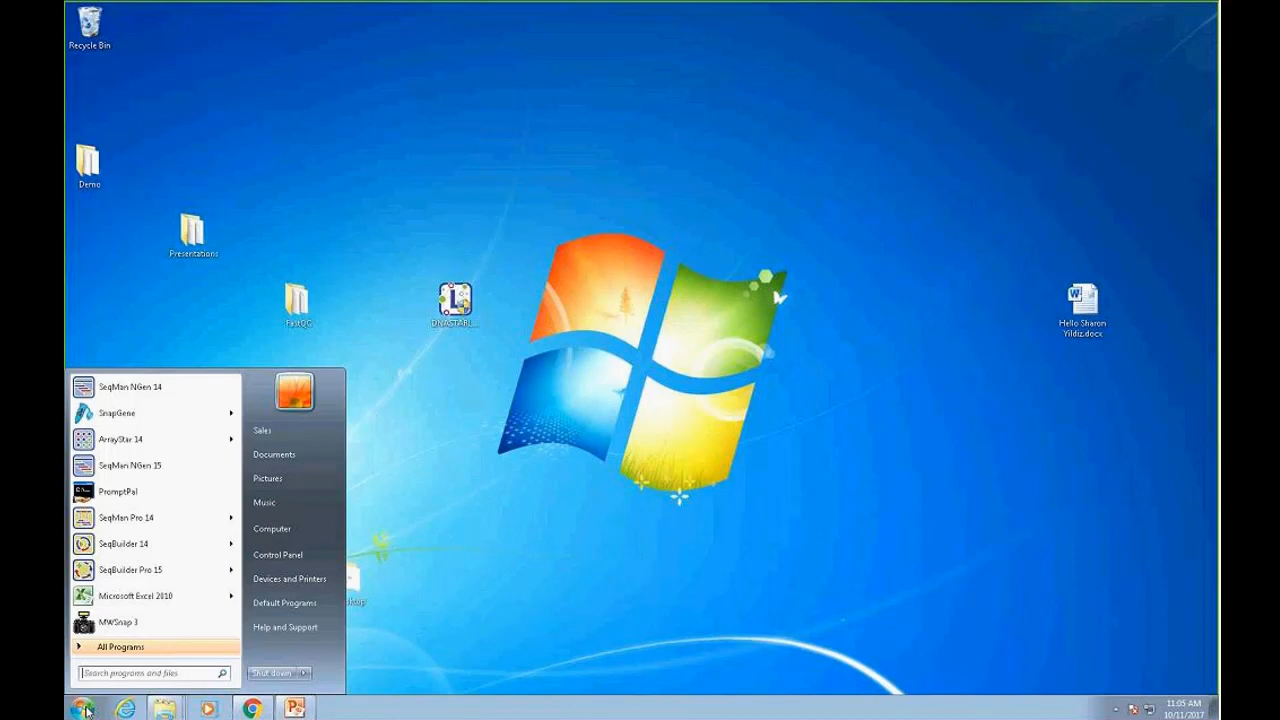 Recycle Bin
Demo
Presentations
FastQC
DNASTARL...
Hello Sharon
Yildiz.docx
SeqMan NGen 14
SnapGene
ArrayStar 14
SeqMan NGen 15
PromptPal
SeqMan Pro 14
SeqBuilder 14
SeqBuilder Pro 15
Microsoft Excel 2010
MWSnap 3
All Programs
Search programs and files
Sales
Documents
Pictures
Music
Computer
Control Panel
Devices and Printers
Default Programs
Help and Support
Shut down
11:05 AM
10/11/2017